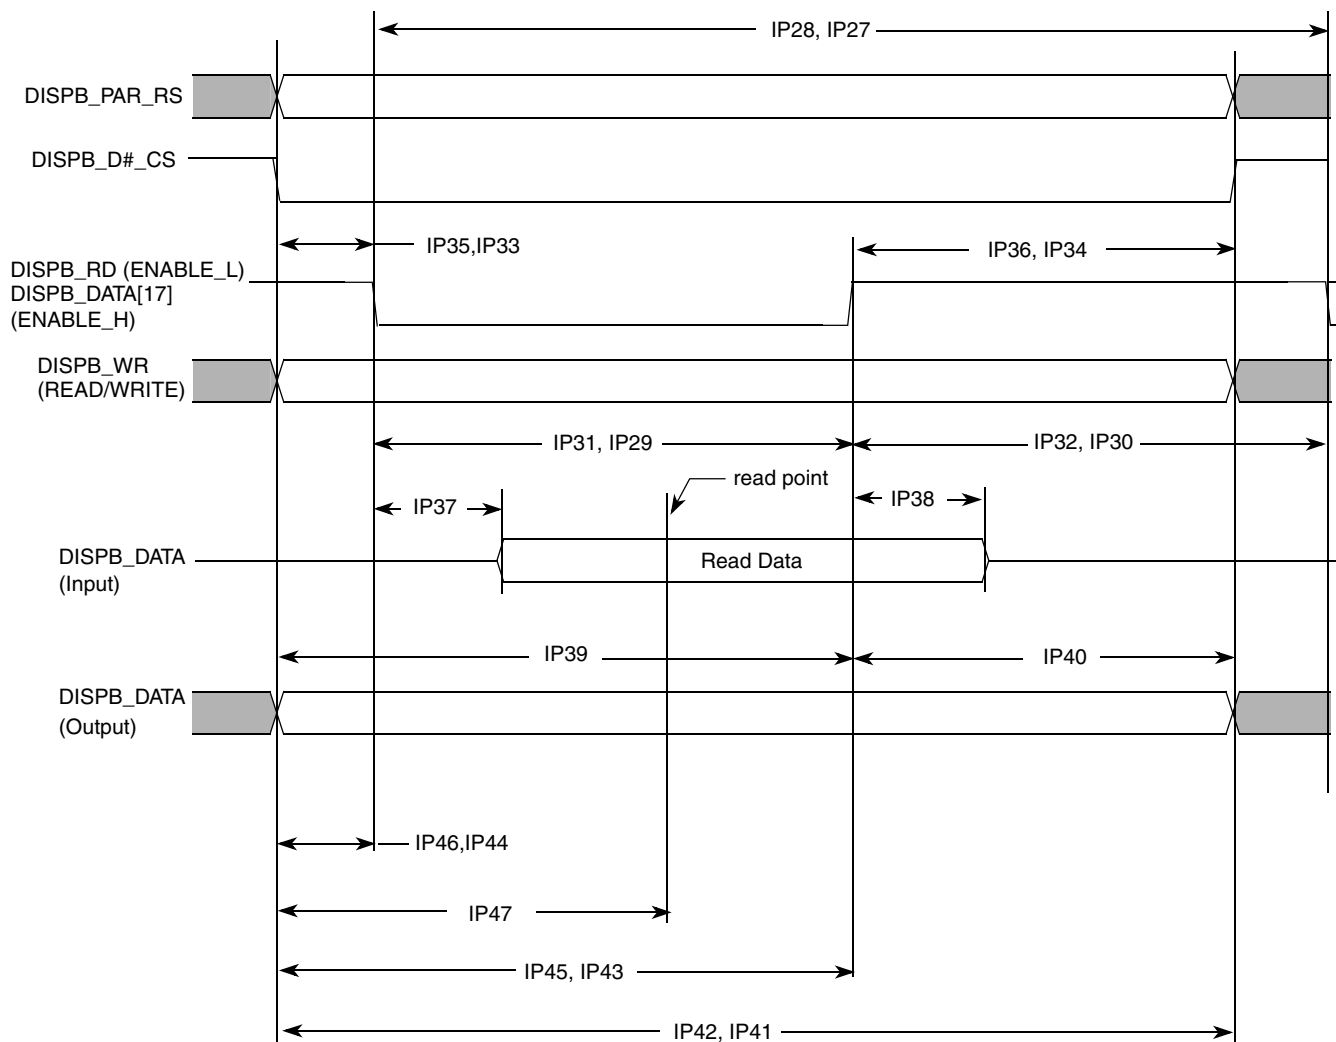 IP28, IP27
DISPB_PAR_RS
DISPB_D#_CS
IP35,IP33
IP36, IP34
DISPB_RD (ENABLE_L)
DISPB_DATA[17]
(ENABLE_H)
DISPB_WR
(READ/WRITE)
IP31, IP29
IP32, IP30
read point
IP37
IP38
DISPB_DATA
(Input)
Read Data
IP39
IP40
DISPB_DATA
(Output)
IP46,IP44
IP47
IP45, IP43
IP42, IP41